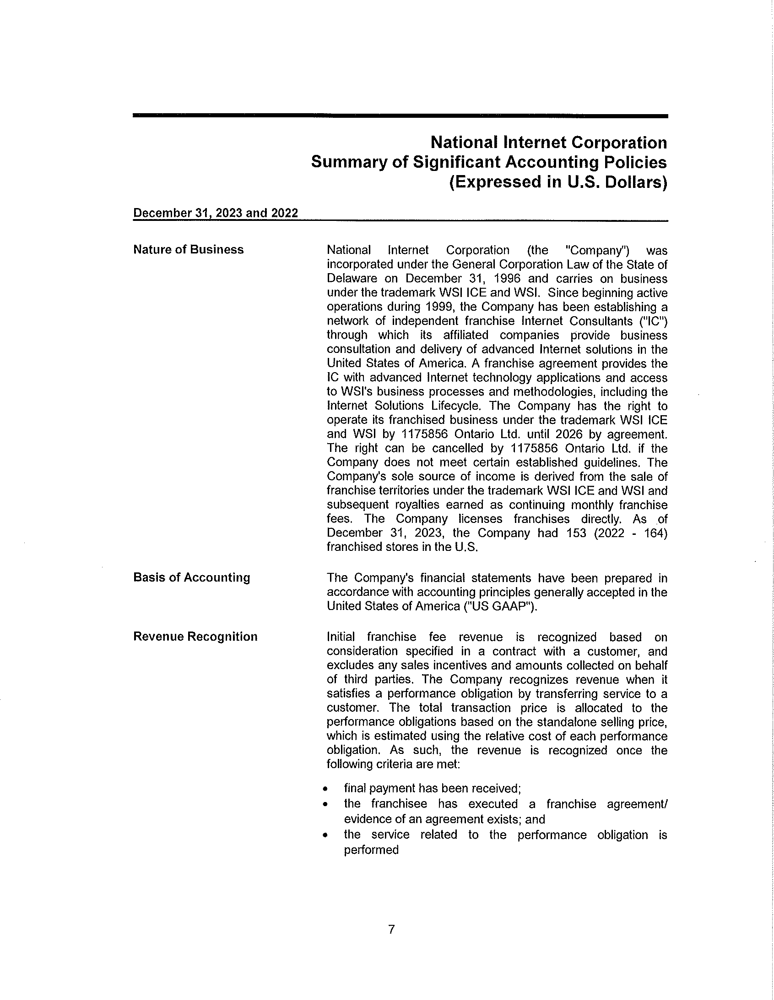 National Internet Corporation
Summary of Significant Accounting Policies
(Expressed in U.S. Dollars)
December 31, 2023 and 2022
Nature of Business
National Internet Corporation (the "Company") was
incorporated under the General Corporation Law of the State of
Delaware on December 31, 1996 and carries on business
under the trademark WSI ICE and WSI. Since beginning active
operations during 1999, the Company has been establishing a
network of independent franchise Internet Consultants ("IC")
through which its affiliated companies provide business
consultation and delivery of advanced Internet solutions in the
United States of America. A franchise agreement provides the
IC with advanced Internet technology applications and access
to WSI's business processes and methodologies, including the
Internet Solutions Lifecycle. The Company has the right to
operate its franchised business under the trademark WSI ICE
and WSI by 1175856 Ontario Ltd. until 2026 by agreement.
The right can be cancelled by 1175856 Ontario Ltd. if the
Company does not meet certain established guidelines. The
Company's sole source of income is derived from the sale of
franchise territories under the trademark WSI ICE and WSI and
subsequent royalties earned as continuing monthly franchise
fees. The Company licenses franchises directly. As of
December 31, 2023, the Company had 153 (2022 - 164)
franchised stores in the U.S.
Basis of Accounting
The Company's financial statements have been prepared in
accordance with accounting principles generally accepted in the
United States of America ("US GAAP").
Revenue Recognition
Initial franchise fee revenue is recognized based on
consideration specified in a contract with a customer, and
excludes any sales incentives and amounts collected on behalf
of third parties. The Company recognizes revenue when it
satisfies a performance obligation by transferring service to a
customer. The total transaction price is allocated to the
performance obligations based on the standalone selling price,
which is estimated using the relative cost of each performance
obligation. As such, the revenue is recognized once the
following criteria are met:
• final payment has been received;
• the franchisee has executed a franchise agreement/
evidence of an agreement exists; and
• the service related to the performance obligation is
performed
7